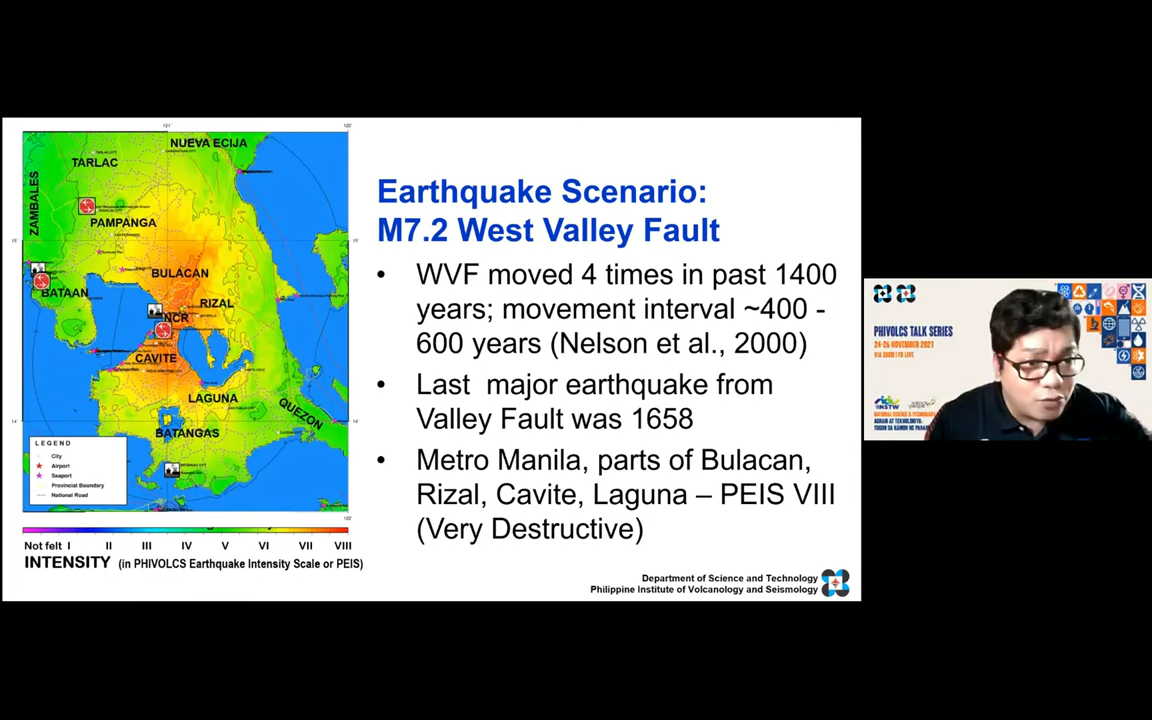 NUEVA ECIJA
TARLAC
ZAMBALES
PAMPANGA
BULACAN
BATAAN
RIZAL
NCR
CAVITE
LAGUNA
QUEZON
BATANGAS
LEGEND
City
Airport
Seaport
Provincial Boundary
National Road
Not felt I II III IV V VI VII VIII
INTENSITY (in PHIVOLCS Earthquake Intensity Scale or PEIS)
Earthquake Scenario:
M7.2 West Valley Fault
• WVF moved 4 times in past 1400
years; movement interval ~400 -
600 years (Nelson et al., 2000)
• Last major earthquake from
Valley Fault was 1658
• Metro Manila, parts of Bulacan,
Rizal, Cavite, Laguna – PEIS VIII
(Very Destructive)
Department of Science and Technology
Philippine Institute of Volcanology and Seismology
PHIVOLCS TALK SERIES
24-26 NOVEMBER 2021
NSTW
NATIONAL SCIENCE & TECHNOLOGY